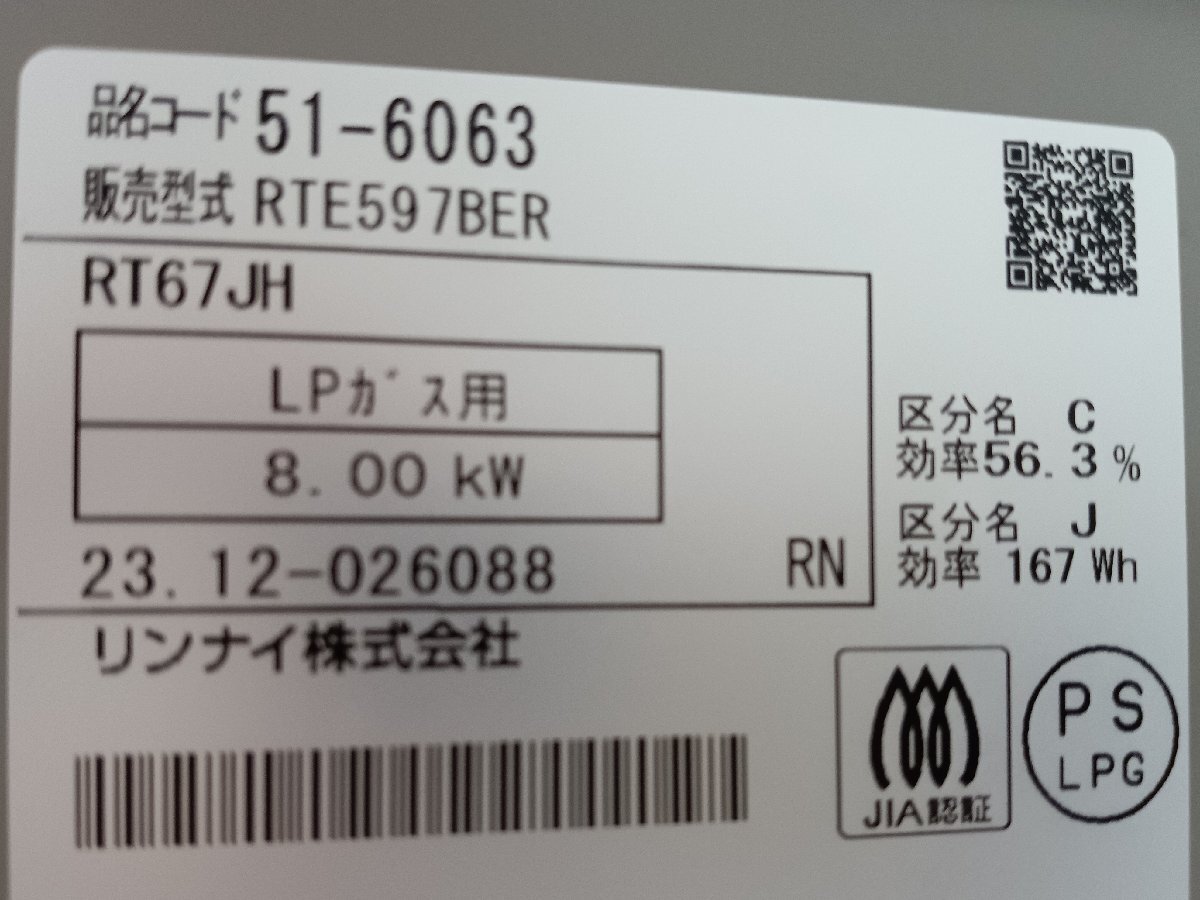 品名コード 51-6063
販売型式 RTE597BER
RT67JH
LPガス用
8.00 kW
23.12-026088
RN
リンナイ株式会社
区分名 C
効率56.3%
区分名 J
効率 167 Wh
JIA認証
PS
LPG